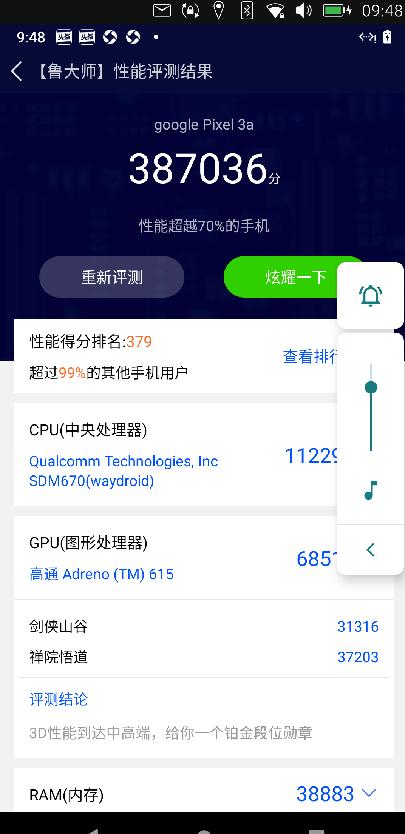 09:48
9:48
【鲁大师】性能评测结果
google Pixel 3a
387036分
性能超越70%的手机
重新评测
炫耀一下
性能得分排名:379
查看排行
超过99%的其他手机用户
CPU(中央处理器)
11229
Qualcomm Technologies, Inc
SDM670(waydroid)
GPU(图形处理器)
6851
高通 Adreno (TM) 615
剑侠山谷
31316
禅院悟道
37203
评测结论
3D性能到达中高端，给你一个铂金段位勋章
RAM(内存)
38883